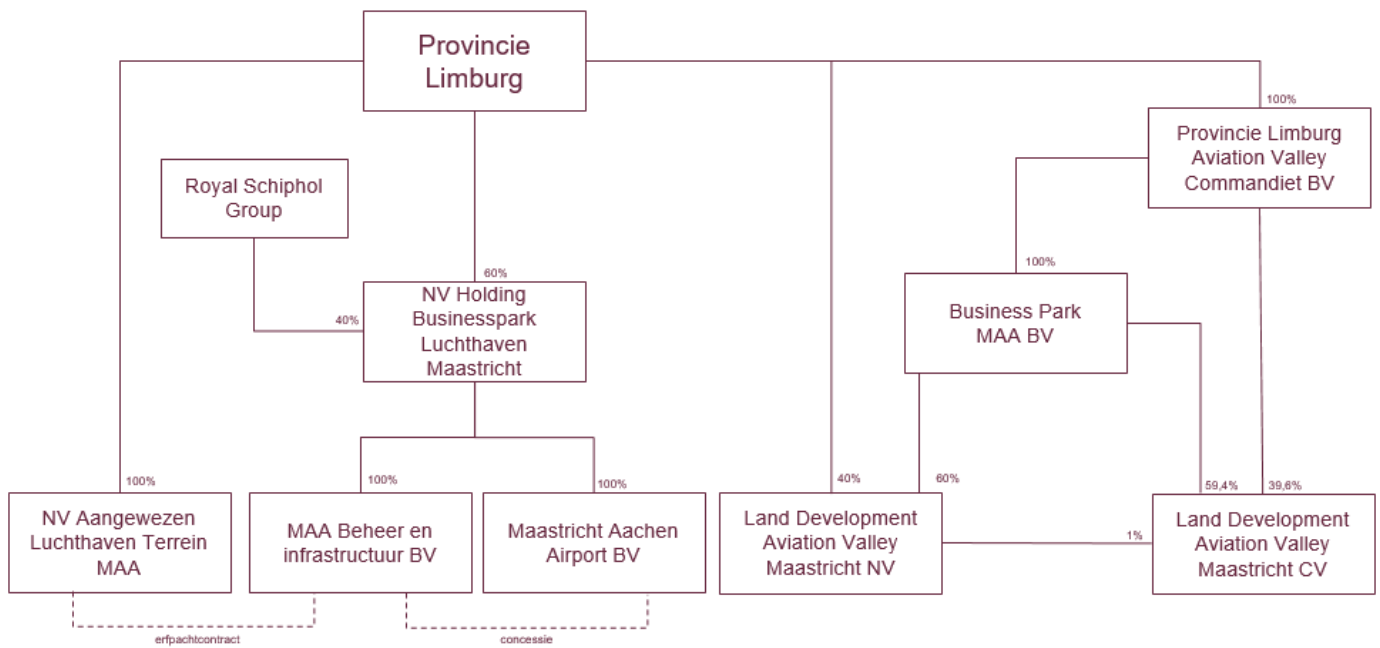 Provincie
Limburg
100%
Provincie Limburg
Aviation Valley
Commandiet BV
Royal Schiphol
Group
60%
40%
NV Holding
Businesspark
Luchthaven
Maastricht
100%
Business Park
MAA BV
100%
NV Aangewezen
Luchthaven Terrein
MAA
100%
MAA Beheer en
infrastructuur BV
100%
Maastricht Aachen
Airport BV
40%
60%
Land Development
Aviation Valley
Maastricht NV
59,4%
39,6%
1%
Land Development
Aviation Valley
Maastricht CV
erfpachtcontract
concessie